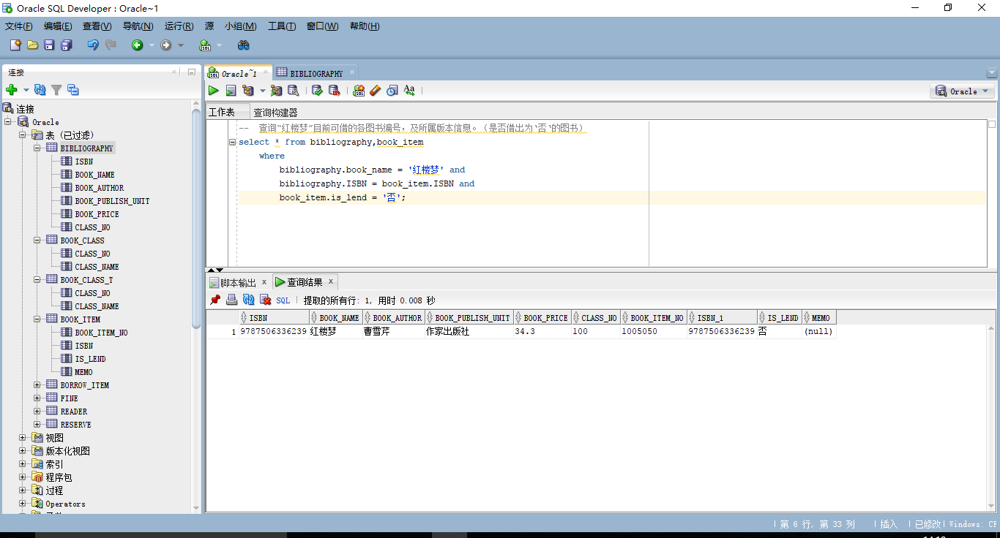 Oracle SQL Developer : Oracle~1
文件(F) 编辑(E) 查看(V) 导航(N) 运行(R) 源 小组(M) 工具(T) 窗口(W) 帮助(H)
连接
连接
Oracle
表 (已过滤)
BIBLIOGRAPHY
ISBN
BOOK_NAME
BOOK_AUTHOR
BOOK_PUBLISH_UNIT
BOOK_PRICE
CLASS_NO
BOOK_CLASS
CLASS_NO
CLASS_NAME
BOOK_CLASS_T
CLASS_NO
CLASS_NAME
BOOK_ITEM
BOOK_ITEM_NO
ISBN
IS_LEND
MEMO
BORROW_ITEM
FINE
READER
RESERVE
视图
版本化视图
索引
程序包
过程
Operators
Oracle~1 BIBLIOGRAPHY
SQL Aa Oracle
工作表 查询构建器
-- 查询“红楼梦”目前可借的各图书编号，及所属版本信息。（是否借出为‘否‘的图书）
select * from bibliography,book_item
where
bibliography.book_name = '红楼梦' and
bibliography.ISBN = book_item.ISBN and
book_item.is_lend = '否';
脚本输出 x 查询结果 x
SQL 提取的所有行: 1, 用时 0.008 秒
ISBN BOOK_NAME BOOK_AUTHOR BOOK_PUBLISH_UNIT BOOK_PRICE CLASS_NO BOOK_ITEM_NO ISBN_1 IS_LEND MEMO
1 9787506336239 红楼梦 曹雪芹 作家出版社 34.3 100 1005050 9787506336239 否 (null)
第 6 行, 第 33 列 插入 已修改 Windows: CF